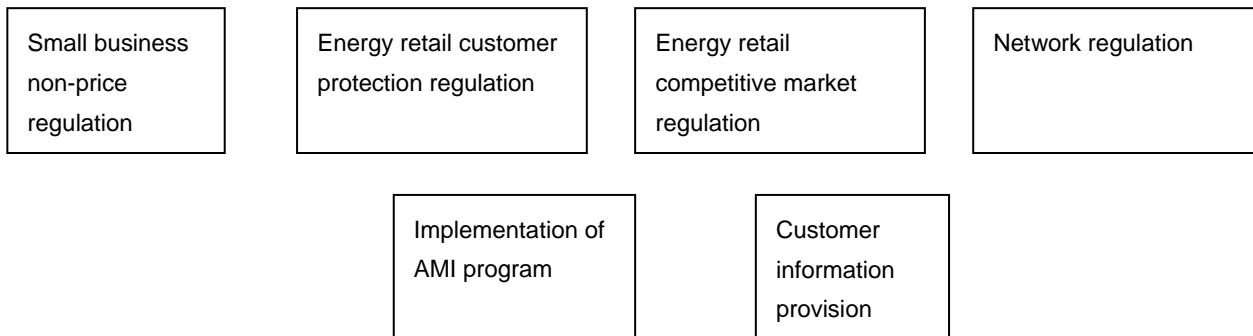 Small business
non-price
regulation
Energy retail customer
protection regulation
Energy retail
competitive market
regulation
Network regulation
Implementation of
AMI program
Customer
information
provision